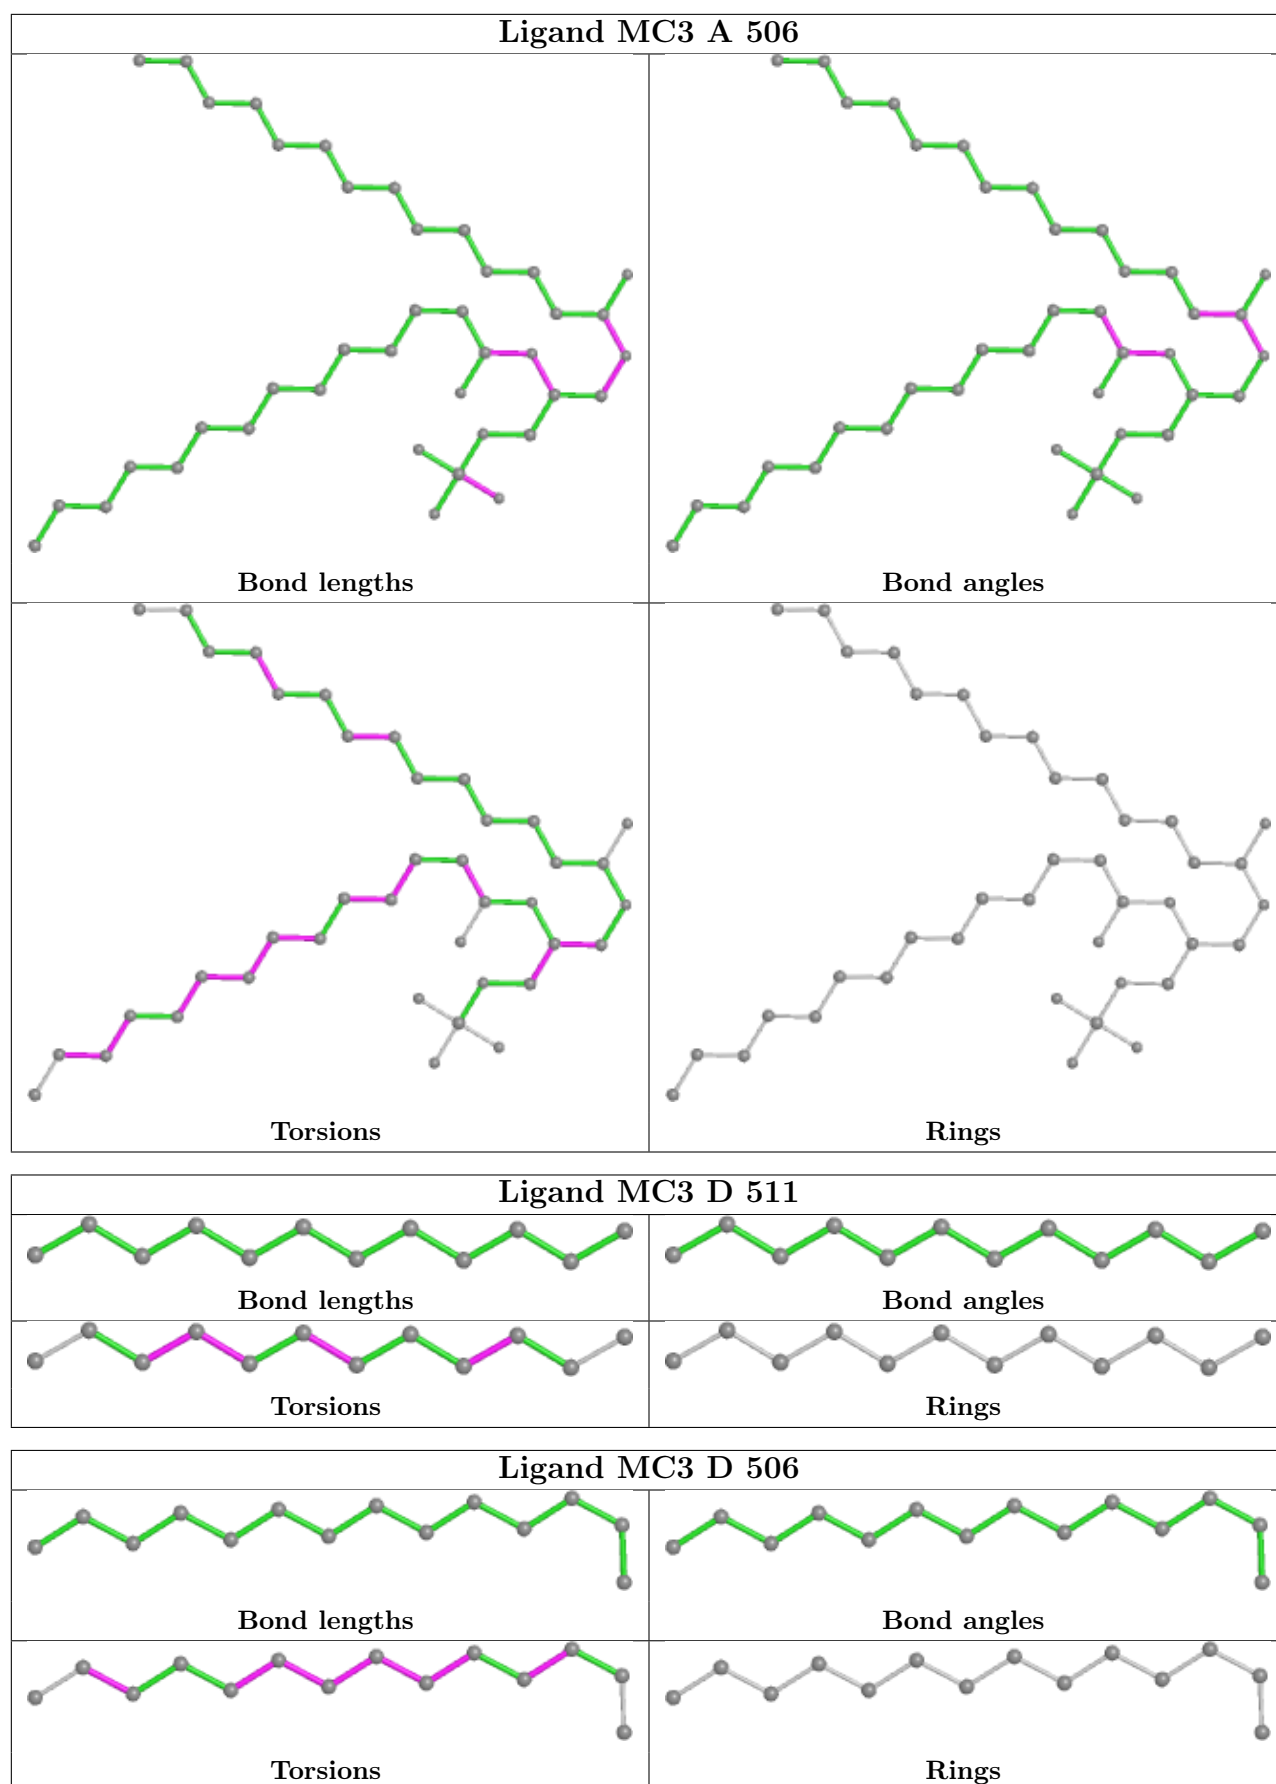 Ligand MC3 A 506
Bond lengths
Bond angles
Torsions
Rings
Ligand MC3 D 511
Bond lengths
Bond angles
Torsions
Rings
Ligand MC3 D 506
Bond lengths
Bond angles
Torsions
Rings